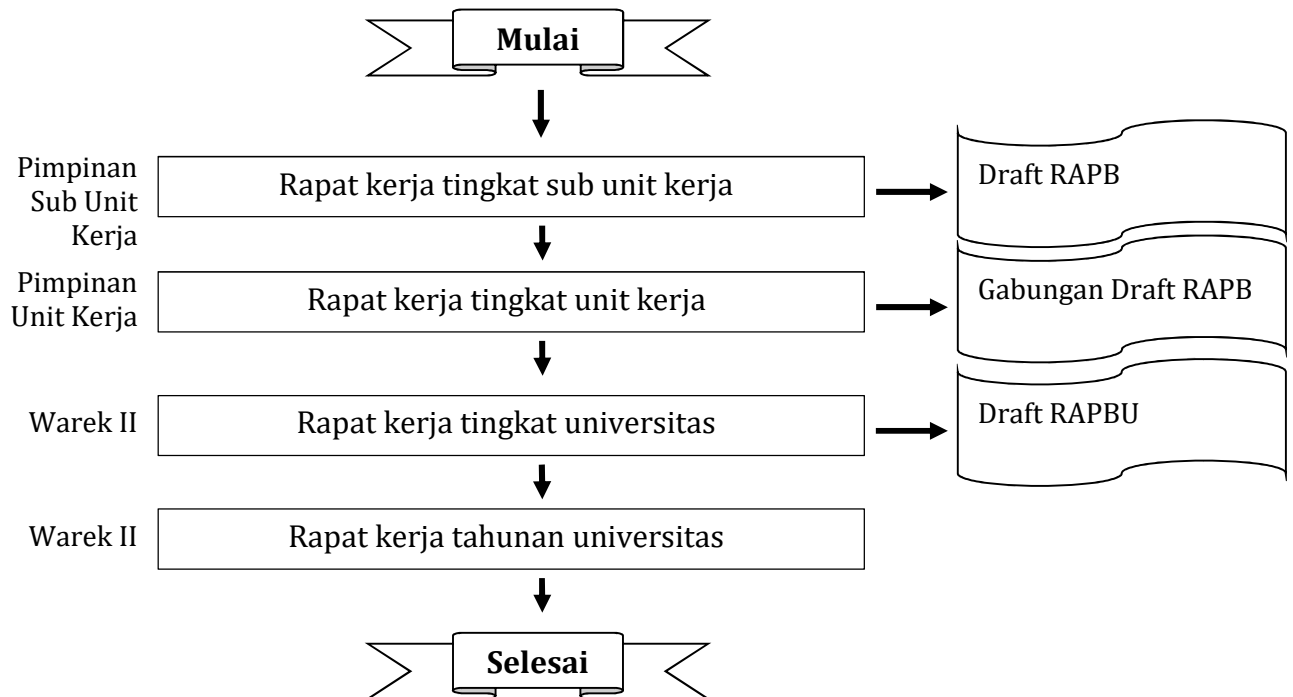 Mulai
Pimpinan
Sub Unit
Kerja
Rapat kerja tingkat sub unit kerja
Draft RAPB
Pimpinan
Unit Kerja
Rapat kerja tingkat unit kerja
Gabungan Draft RAPB
Warek II
Rapat kerja tingkat universitas
Draft RAPBU
Warek II
Rapat kerja tahunan universitas
Selesai